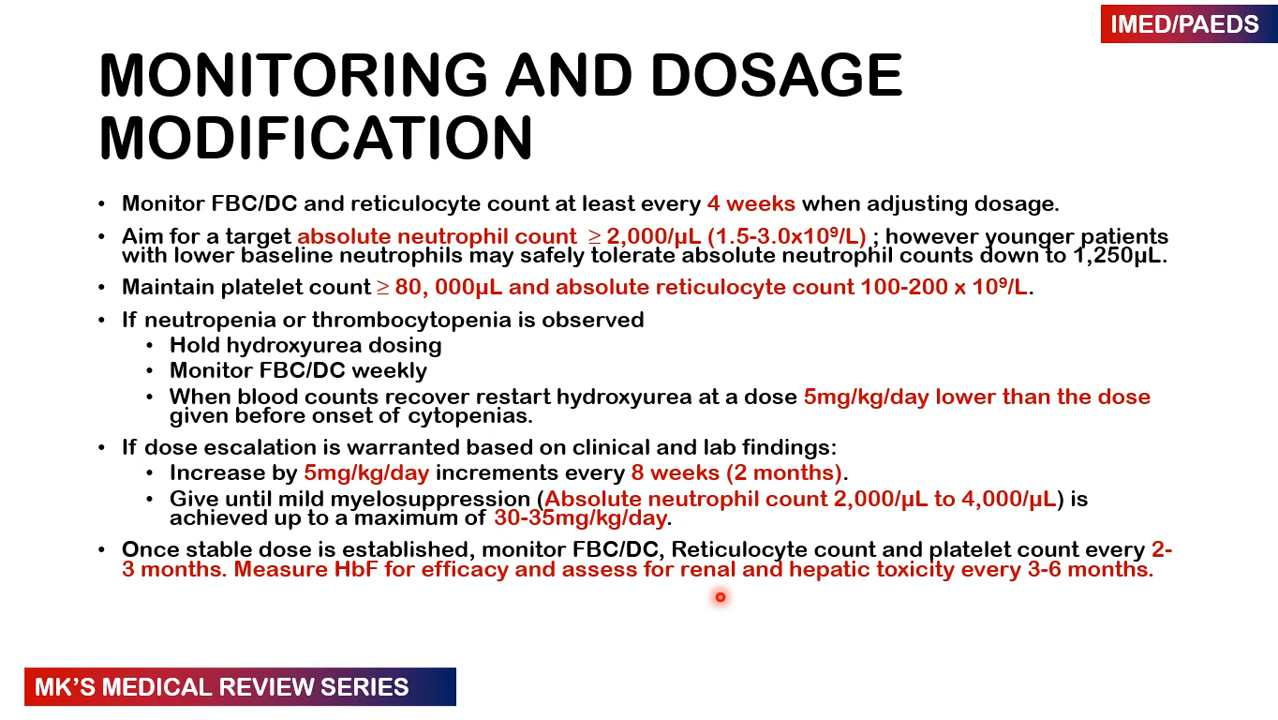 IMED/PAEDS
MONITORING AND DOSAGE
MODIFICATION
• Monitor FBC/DC and reticulocyte count at least every 4 weeks when adjusting dosage.
• Aim for a target absolute neutrophil count ≥ 2,000/µL (1.5-3.0x10⁹/L) ; however younger patients
with lower baseline neutrophils may safely tolerate absolute neutrophil counts down to 1,250µL.
• Maintain platelet count ≥ 80, 000µL and absolute reticulocyte count 100-200 x 10⁹/L.
• If neutropenia or thrombocytopenia is observed
• Hold hydroxyurea dosing
• Monitor FBC/DC weekly
• When blood counts recover restart hydroxyurea at a dose 5mg/kg/day lower than the dose
given before onset of cytopenias.
• If dose escalation is warranted based on clinical and lab findings:
• Increase by 5mg/kg/day increments every 8 weeks (2 months).
• Give until mild myelosuppression (Absolute neutrophil count 2,000/µL to 4,000/µL) is
achieved up to a maximum of 30-35mg/kg/day.
• Once stable dose is established, monitor FBC/DC, Reticulocyte count and platelet count every 2-
3 months. Measure HbF for efficacy and assess for renal and hepatic toxicity every 3-6 months.
MK'S MEDICAL REVIEW SERIES